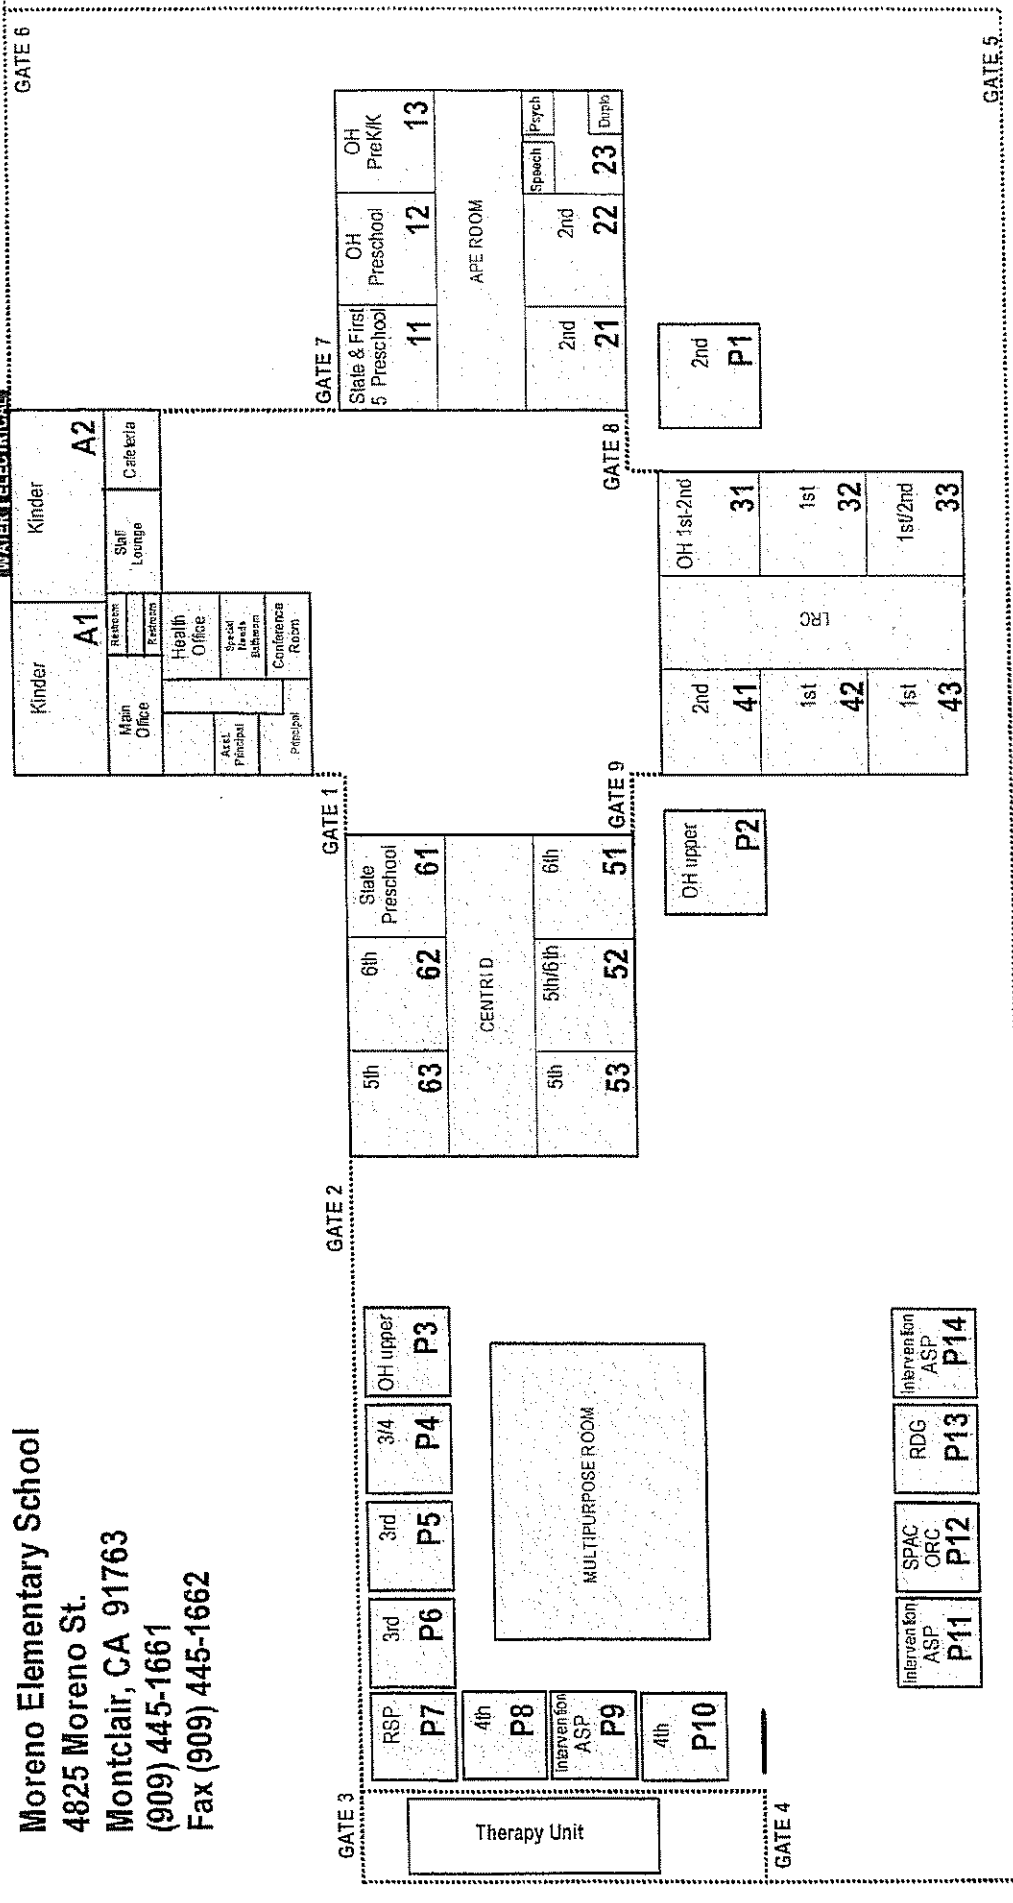 Moreno Elementary School
4825 Moreno St.
Montclair, CA 91763
(909) 445-1661
Fax (909) 445-1662
GATE 6
WATER ELECTRICAL
Kinder
A1
Kinder
A2
Main
Office
Restroom
Restroom
Staff
Lounge
Cafeteria
Health
Office
Special
Needs
Bathroom
Conference
Room
Asst.
Principal
Principal
GATE 7
State & First
5 Preschool
11
OH
Preschool
12
OH
PreK/K
13
APE ROOM
2nd
21
2nd
22
Speech
Psych
23
Duplo
GATE 8
2nd
P1
GATE 1
5th
63
6th
62
State
Preschool
61
CENTRI D
5th
53
5th/6th
52
6th
51
GATE 9
OH upper
P2
2nd
41
1st
42
1st
43
LRC
OH 1st-2nd
31
1st
32
1st/2nd
33
GATE 5
GATE 2
GATE 3
RSP
P7
3rd
P6
3rd
P5
3/4
P4
OH upper
P3
4th
P8
Intervention
ASP
P9
4th
P10
MULTIPURPOSE ROOM
Therapy Unit
GATE 4
Intervention
ASP
P11
SPAC
ORC
P12
RDG
P13
Intervention
ASP
P14